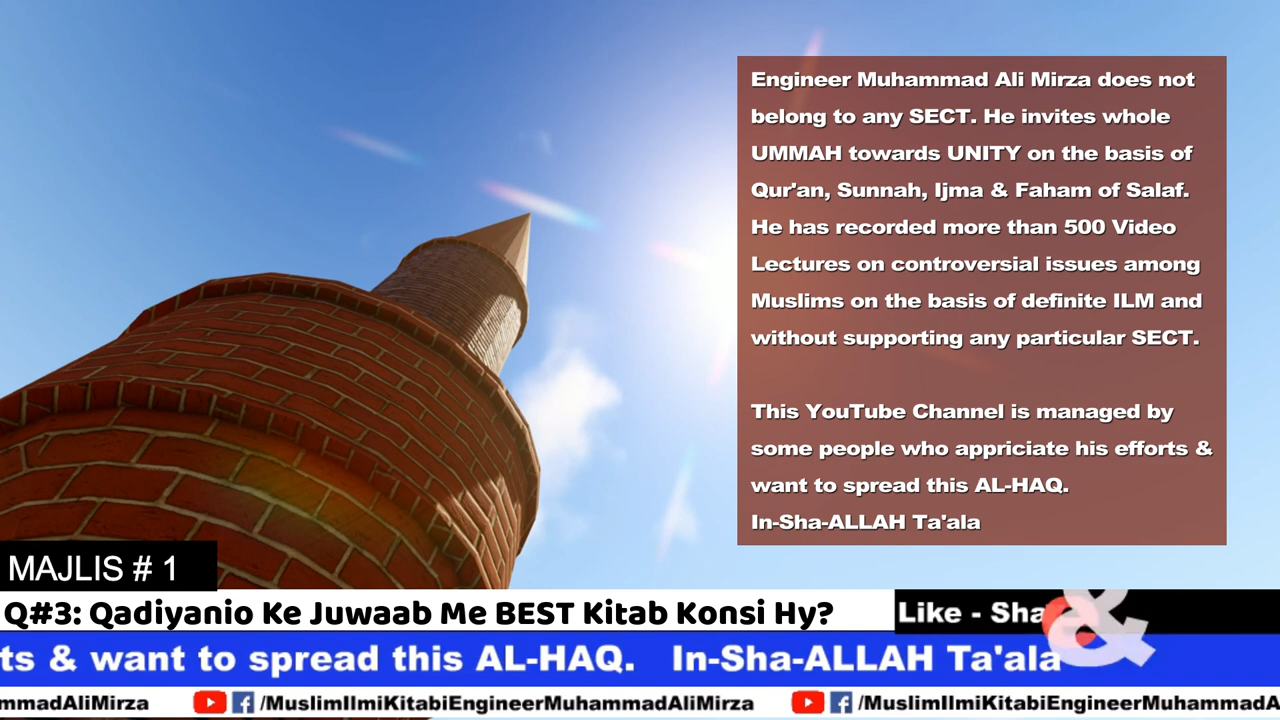 Engineer Muhammad Ali Mirza does not
belong to any SECT. He invites whole
UMMAH towards UNITY on the basis of
Qur'an, Sunnah, Ijma & Faham of Salaf.
He has recorded more than 500 Video
Lectures on controversial issues among
Muslims on the basis of definite ILM and
without supporting any particular SECT.
This YouTube Channel is managed by
some people who appriciate his efforts &
want to spread this AL-HAQ.
In-Sha-ALLAH Ta'ala
MAJLIS # 1
Q#3: Qadiyanio Ke Juwaab Me BEST Kitab Konsi Hy?
Like - Sha
&
ts & want to spread this AL-HAQ. In-Sha-ALLAH Ta'ala
mmadAliMirza /MuslimIlmiKitabiEngineerMuhammadAliMirza /MuslimIlmiKitabiEngineerMuhammadA